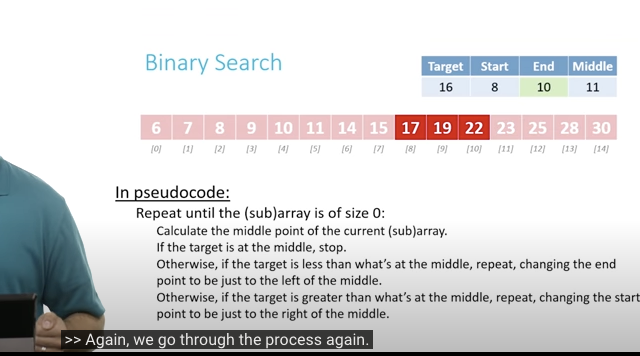 Binary Search
Target Start End Middle
16 8 10 11
6 7 8 9 10 11 14 15 17 19 22 23 25 28 30
[0] [1] [2] [3] [4] [5] [6] [7] [8] [9] [10] [11] [12] [13] [14]
In pseudocode:
Repeat until the (sub)array is of size 0:
Calculate the middle point of the current (sub)array.
If the target is at the middle, stop.
Otherwise, if the target is less than what's at the middle, repeat, changing the end
point to be just to the left of the middle.
Otherwise, if the target is greater than what's at the middle, repeat, changing the start
point to be just to the right of the middle.
>> Again, we go through the process again.